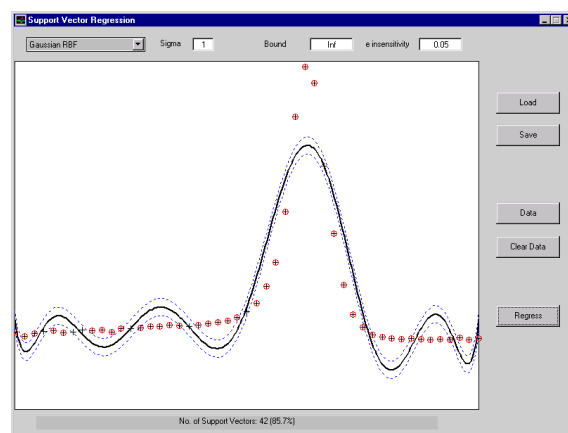 Support Vector Regression
Gaussian RBF Sigma 1 Bound Inf e insensitivity 0.05
Load
Save
Data
Clear Data
Regress
No. of Support Vectors: 42 (85.7%)